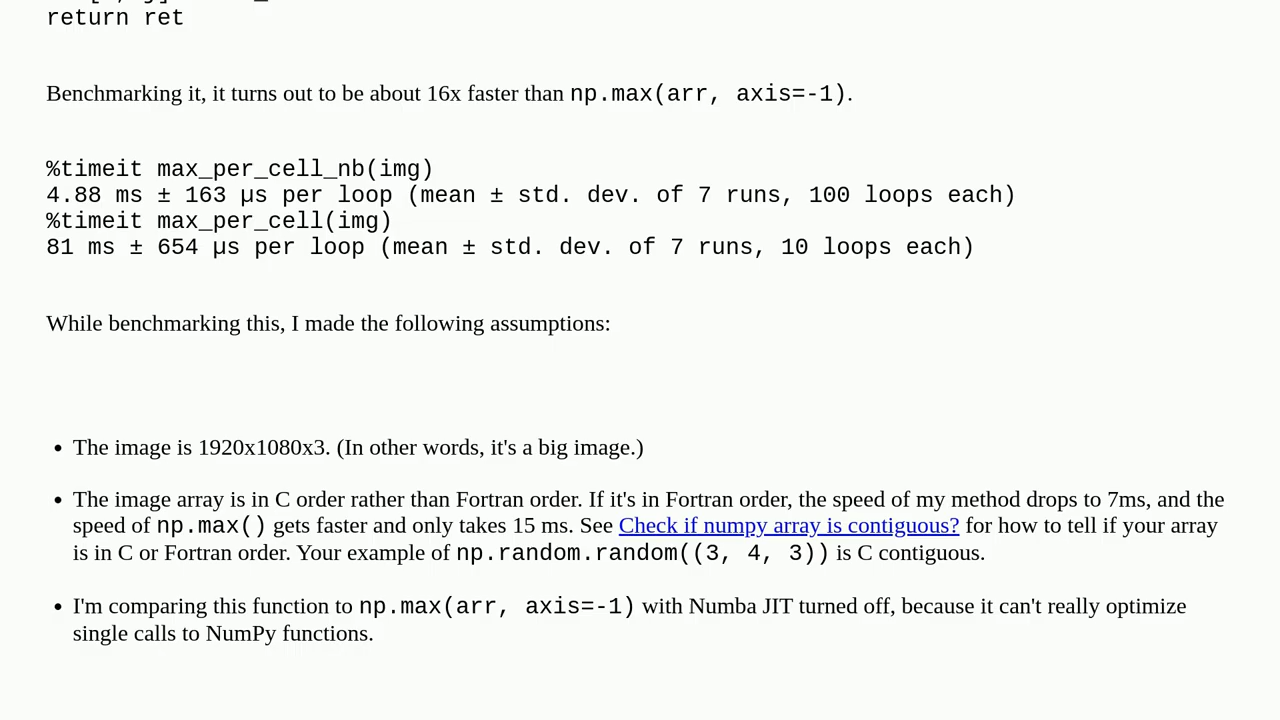 return ret
Benchmarking it, it turns out to be about 16x faster than np.max(arr, axis=-1).
%timeit max_per_cell_nb(img)
4.88 ms ± 163 µs per loop (mean ± std. dev. of 7 runs, 100 loops each)
%timeit max_per_cell(img)
81 ms ± 654 µs per loop (mean ± std. dev. of 7 runs, 10 loops each)
While benchmarking this, I made the following assumptions:
• The image is 1920x1080x3. (In other words, it's a big image.)
• The image array is in C order rather than Fortran order. If it's in Fortran order, the speed of my method drops to 7ms, and the
speed of np.max() gets faster and only takes 15 ms. See Check if numpy array is contiguous? for how to tell if your array
is in C or Fortran order. Your example of np.random.random((3, 4, 3)) is C contiguous.
• I'm comparing this function to np.max(arr, axis=-1) with Numba JIT turned off, because it can't really optimize
single calls to NumPy functions.